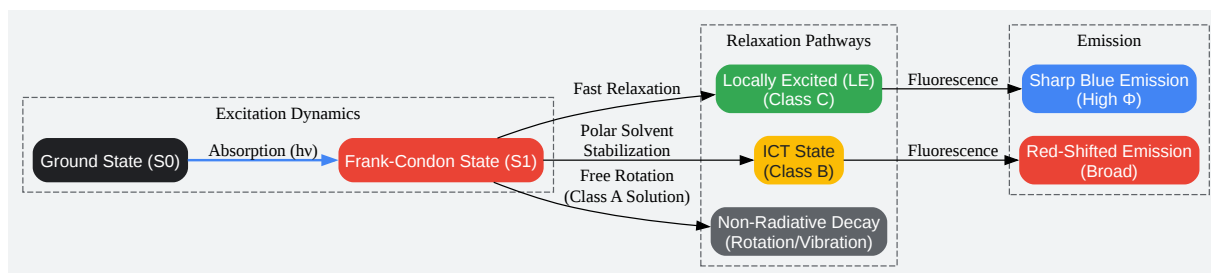 Excitation Dynamics
Ground State (S0)
Absorption (hν)
Frank-Condon State (S1)
Fast Relaxation
Polar Solvent
Stabilization
Free Rotation
(Class A Solution)
Relaxation Pathways
Locally Excited (LE)
(Class C)
ICT State
(Class B)
Non-Radiative Decay
(Rotation/Vibration)
Fluorescence
Fluorescence
Emission
Sharp Blue Emission
(High Φ)
Red-Shifted Emission
(Broad)